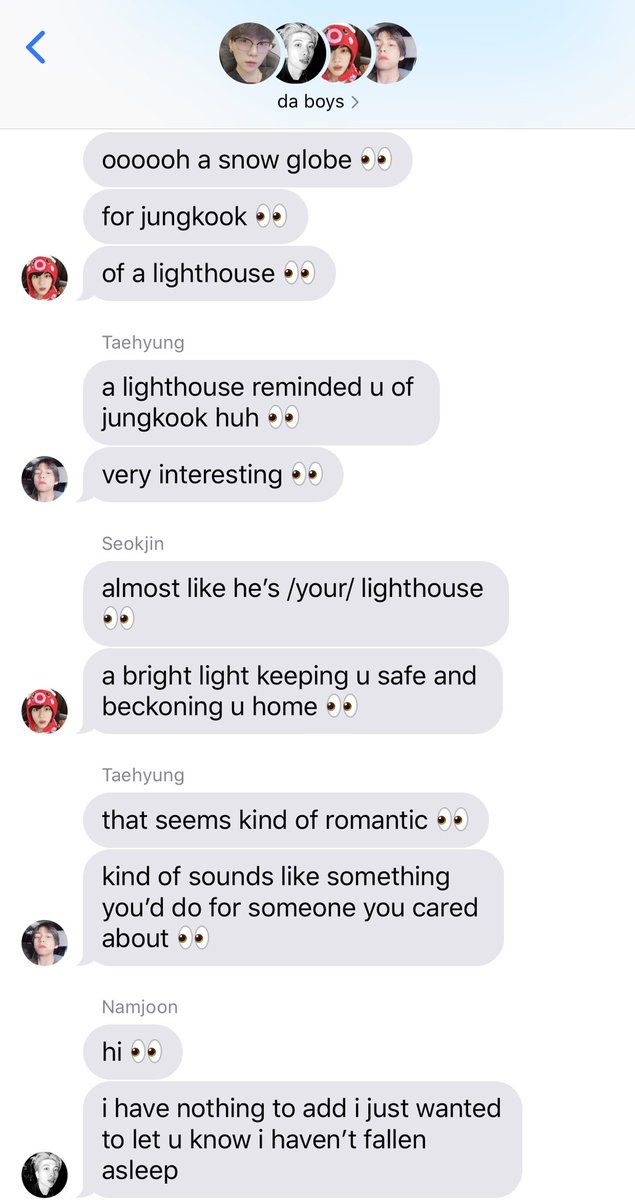 da boys
oooooh a snow globe 👀
for jungkook 👀
of a lighthouse 👀
Taehyung
a lighthouse reminded u of
jungkook huh 👀
very interesting 👀
Seokjin
almost like he’s /your/ lighthouse
👀
a bright light keeping u safe and
beckoning u home 👀
Taehyung
that seems kind of romantic 👀
kind of sounds like something
you’d do for someone you cared
about 👀
Namjoon
hi 👀
i have nothing to add i just wanted
to let u know i haven’t fallen
asleep